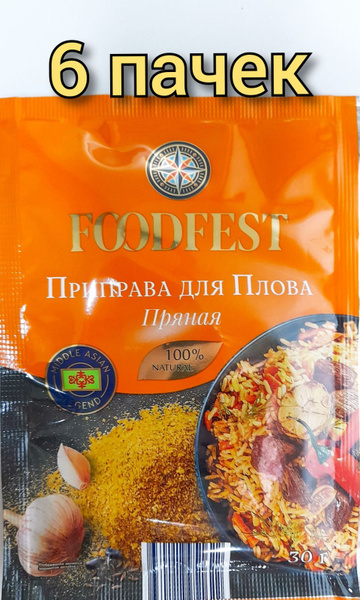 6 пачек
FOODFEST
ПРИПРАВА ДЛЯ ПЛОВА
Пряная
100%
NATURAL
MIDDLE ASIAN
LEGEND
30 г